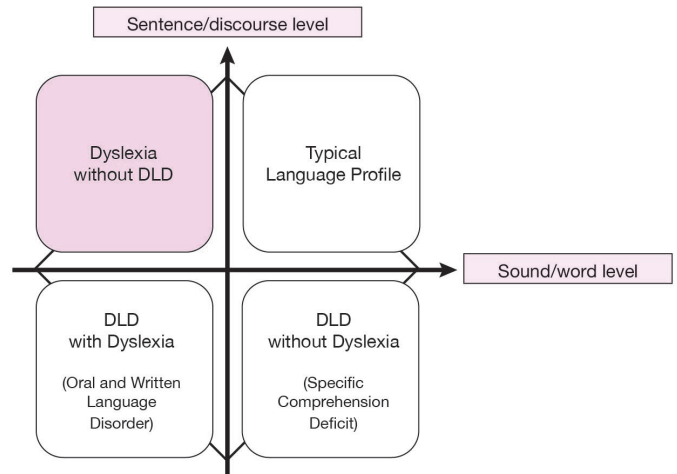 Sentence/discourse level
Dyslexia
without DLD
Typical
Language Profile
Sound/word level
DLD
with Dyslexia
(Oral and Written
Language
Disorder)
DLD
without Dyslexia
(Specific
Comprehension
Deficit)